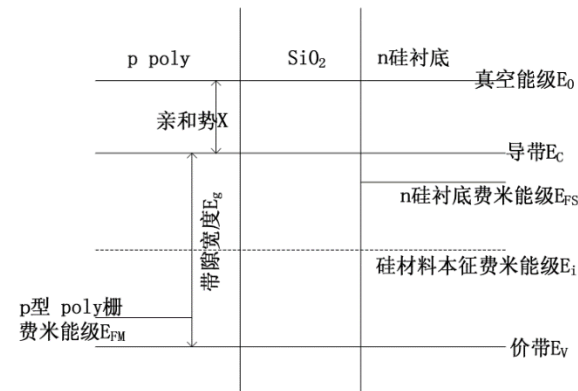 p poly
SiO₂
n硅衬底
真空能级E₀
亲和势X
导带E_C
n硅衬底费米能级E_FS
带隙宽度E_g
硅材料本征费米能级E_i
p型 poly栅
费米能级E_FM
价带E_V